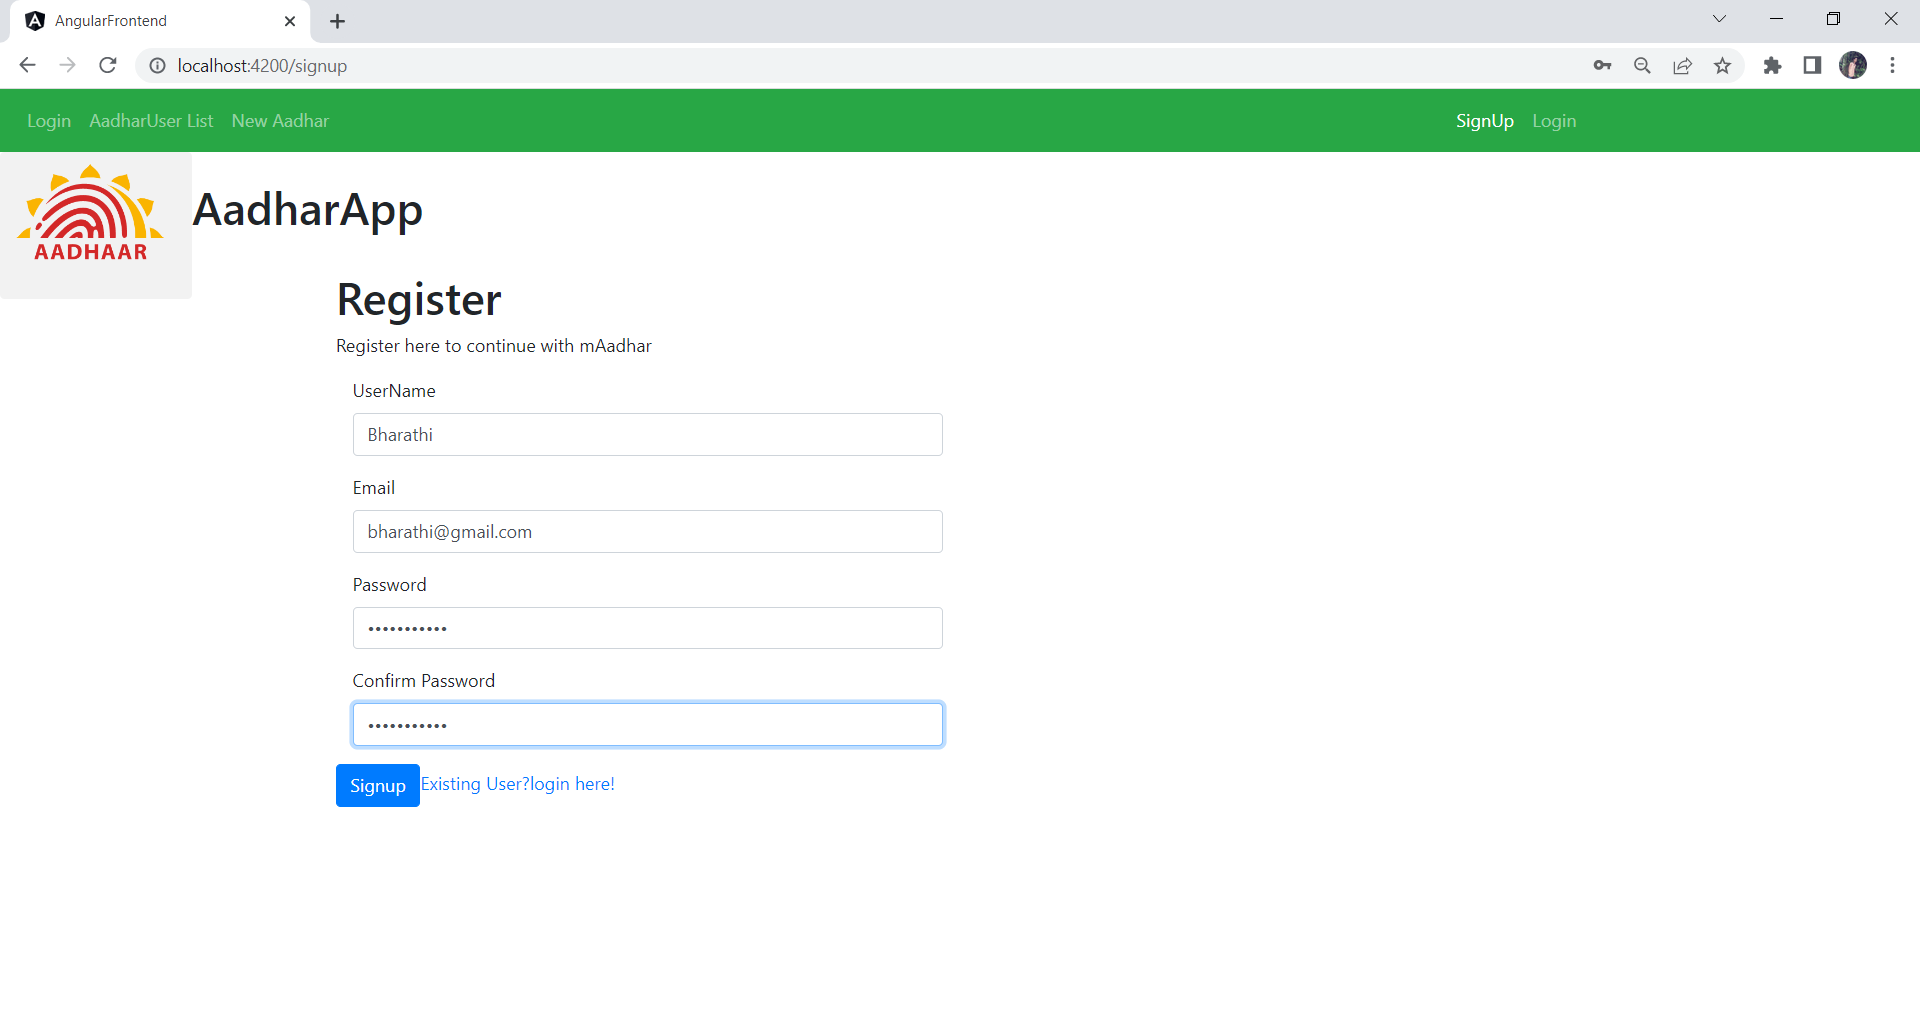 AngularFrontend
localhost:4200/signup
Login AadharUser List New Aadhar SignUp Login
AADHAAR
AadharApp
Register
Register here to continue with mAadhar
UserName
Bharathi
Email
bharathi@gmail.com
Password
•••••••••••
Confirm Password
•••••••••••
Signup Existing User?login here!